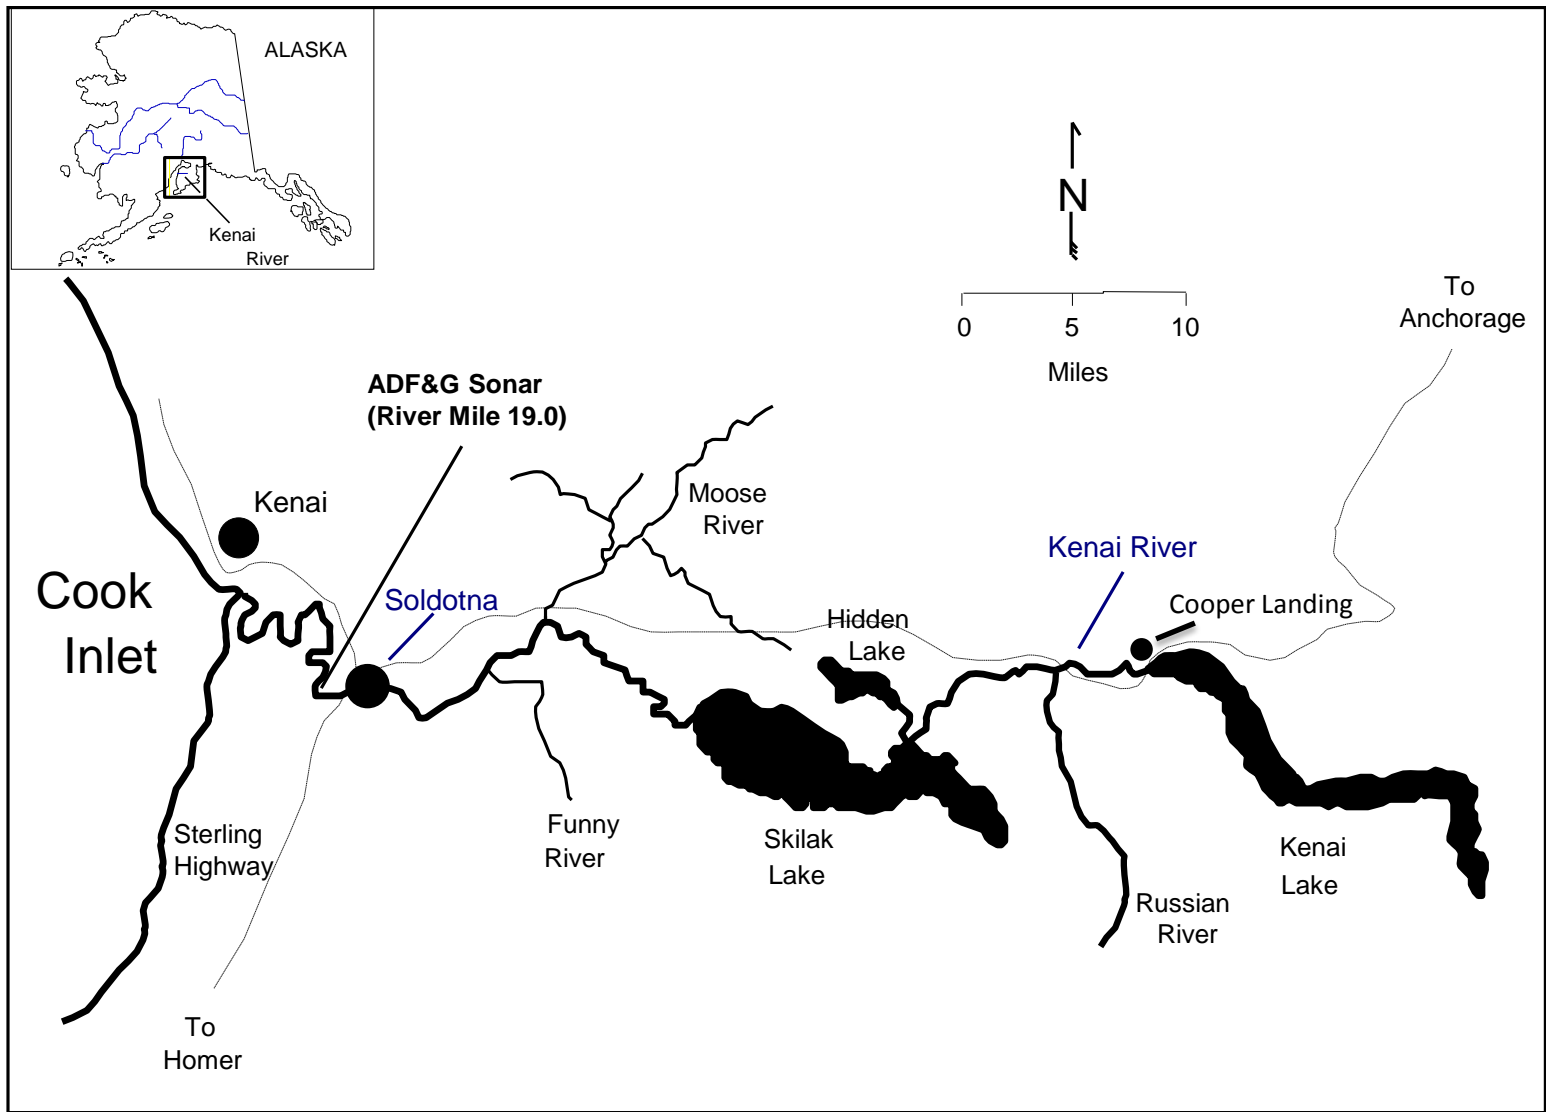 ALASKA
Kenai
River
N
0 5 10
Miles
To
Anchorage
ADF&G Sonar
(River Mile 19.0)
Kenai
Moose
River
Kenai River
Cook
Inlet
Soldotna
Hidden
Lake
Cooper Landing
Sterling
Highway
Funny
River
Skilak
Lake
Kenai
Lake
Russian
River
To
Homer